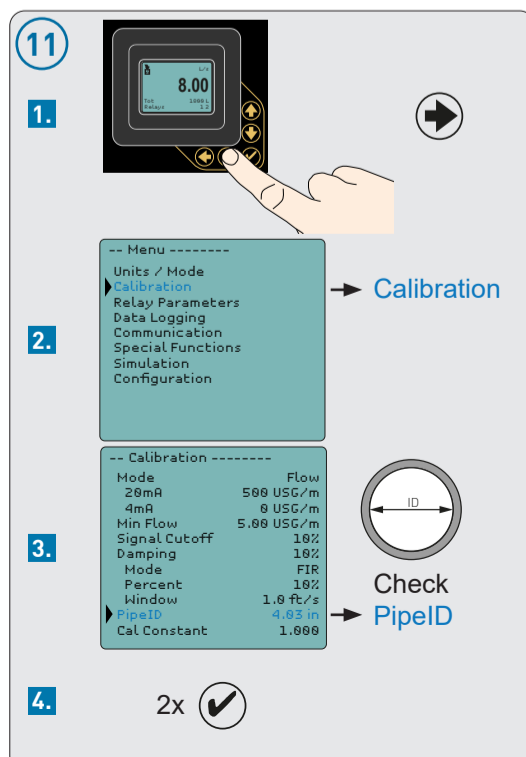 11
1.
L/s
8.00
Tot 1000 L
Relays 1 2
2.
-- Menu --------
Units / Mode
Calibration
Relay Parameters
Data Logging
Communication
Special Functions
Simulation
Configuration
Calibration
3.
-- Calibration --------
Mode Flow
20mA 500 USG/m
4mA 0 USG/m
Min Flow 5.00 USG/m
Signal Cutoff 10%
Damping 10%
Mode FIR
Percent 10%
Window 1.0 ft/s
PipeID 4.03 in
Cal Constant 1.000
ID
Check
PipeID
4.
2x